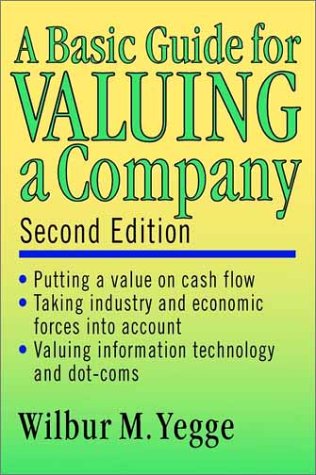 A Basic Guide for
VALUING
a Company
Second Edition
• Putting a value on cash flow
• Taking industry and economic
forces into account
• Valuing information technology
and dot-coms
Wilbur M. Yegge